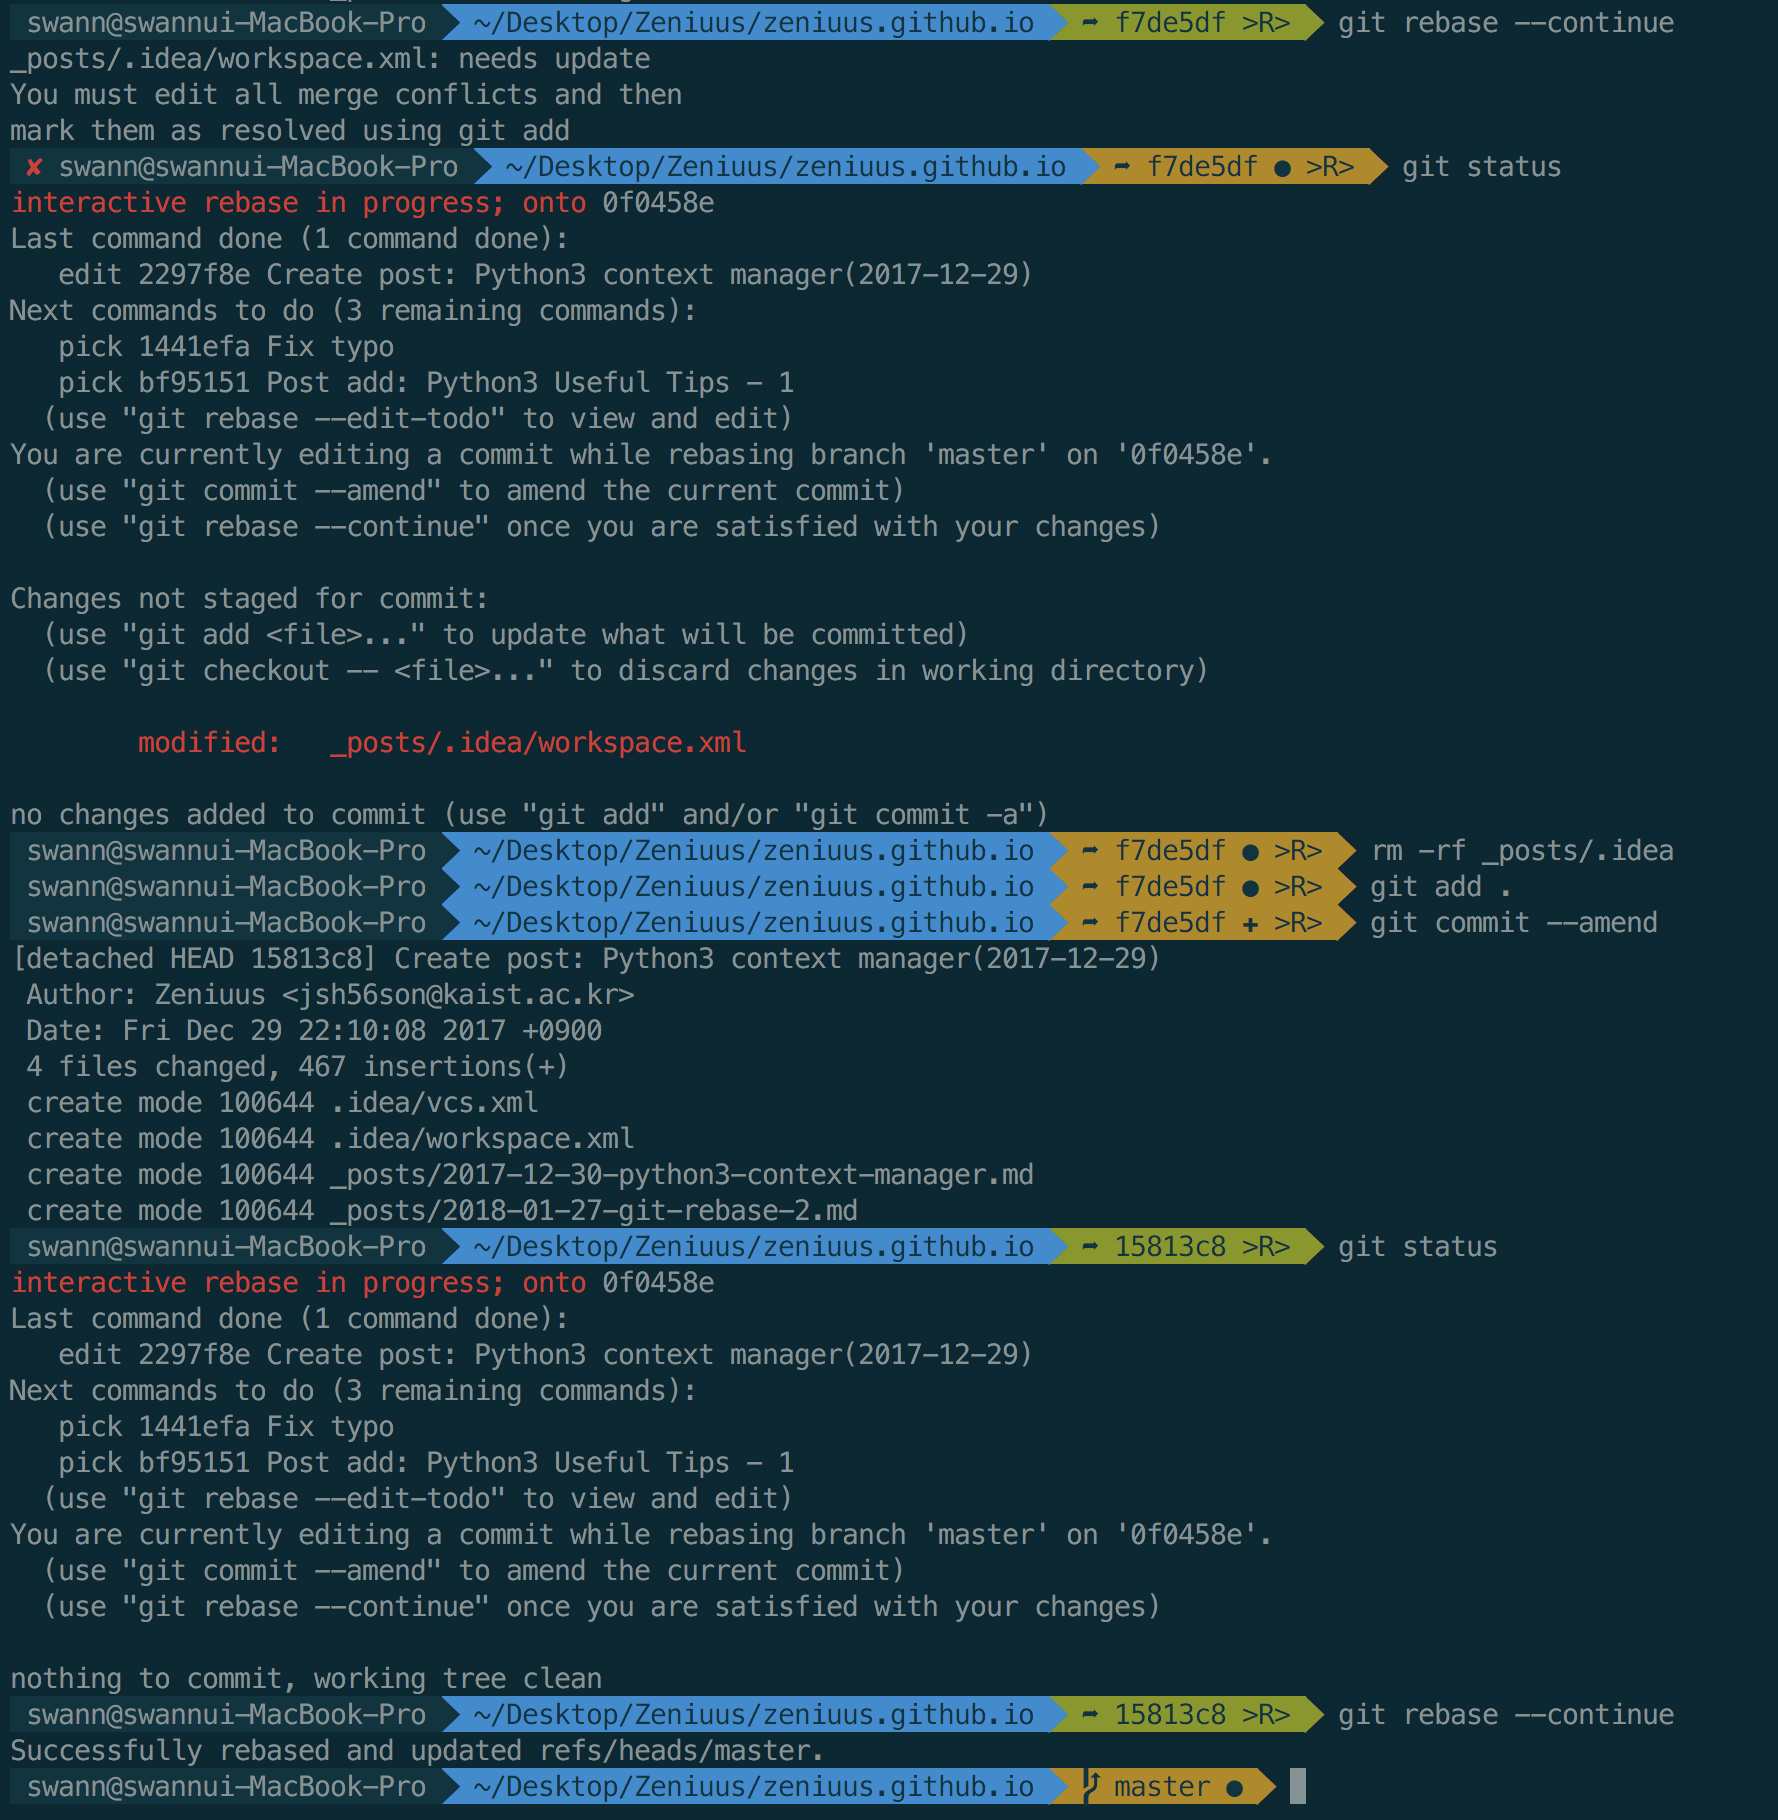 swann@swannui-MacBook-Pro ~/Desktop/Zeniuus/zeniuus.github.io ➦ f7de5df >R> git rebase --continue
_posts/.idea/workspace.xml: needs update
You must edit all merge conflicts and then
mark them as resolved using git add
✘ swann@swannui-MacBook-Pro ~/Desktop/Zeniuus/zeniuus.github.io ➦ f7de5df ● >R> git status
interactive rebase in progress; onto 0f0458e
Last command done (1 command done):
   edit 2297f8e Create post: Python3 context manager(2017-12-29)
Next commands to do (3 remaining commands):
   pick 1441efa Fix typo
   pick bf95151 Post add: Python3 Useful Tips - 1
  (use "git rebase --edit-todo" to view and edit)
You are currently editing a commit while rebasing branch 'master' on '0f0458e'.
  (use "git commit --amend" to amend the current commit)
  (use "git rebase --continue" once you are satisfied with your changes)
Changes not staged for commit:
  (use "git add <file>..." to update what will be committed)
  (use "git checkout -- <file>..." to discard changes in working directory)
        modified:   _posts/.idea/workspace.xml
no changes added to commit (use "git add" and/or "git commit -a")
swann@swannui-MacBook-Pro ~/Desktop/Zeniuus/zeniuus.github.io ➦ f7de5df ● >R> rm -rf _posts/.idea
swann@swannui-MacBook-Pro ~/Desktop/Zeniuus/zeniuus.github.io ➦ f7de5df ● >R> git add .
swann@swannui-MacBook-Pro ~/Desktop/Zeniuus/zeniuus.github.io ➦ f7de5df ✚ >R> git commit --amend
[detached HEAD 15813c8] Create post: Python3 context manager(2017-12-29)
 Author: Zeniuus <jsh56son@kaist.ac.kr>
 Date: Fri Dec 29 22:10:08 2017 +0900
 4 files changed, 467 insertions(+)
 create mode 100644 .idea/vcs.xml
 create mode 100644 .idea/workspace.xml
 create mode 100644 _posts/2017-12-30-python3-context-manager.md
 create mode 100644 _posts/2018-01-27-git-rebase-2.md
swann@swannui-MacBook-Pro ~/Desktop/Zeniuus/zeniuus.github.io ➦ 15813c8 >R> git status
interactive rebase in progress; onto 0f0458e
Last command done (1 command done):
   edit 2297f8e Create post: Python3 context manager(2017-12-29)
Next commands to do (3 remaining commands):
   pick 1441efa Fix typo
   pick bf95151 Post add: Python3 Useful Tips - 1
  (use "git rebase --edit-todo" to view and edit)
You are currently editing a commit while rebasing branch 'master' on '0f0458e'.
  (use "git commit --amend" to amend the current commit)
  (use "git rebase --continue" once you are satisfied with your changes)
nothing to commit, working tree clean
swann@swannui-MacBook-Pro ~/Desktop/Zeniuus/zeniuus.github.io ➦ 15813c8 >R> git rebase --continue
Successfully rebased and updated refs/heads/master.
swann@swannui-MacBook-Pro ~/Desktop/Zeniuus/zeniuus.github.io master ●